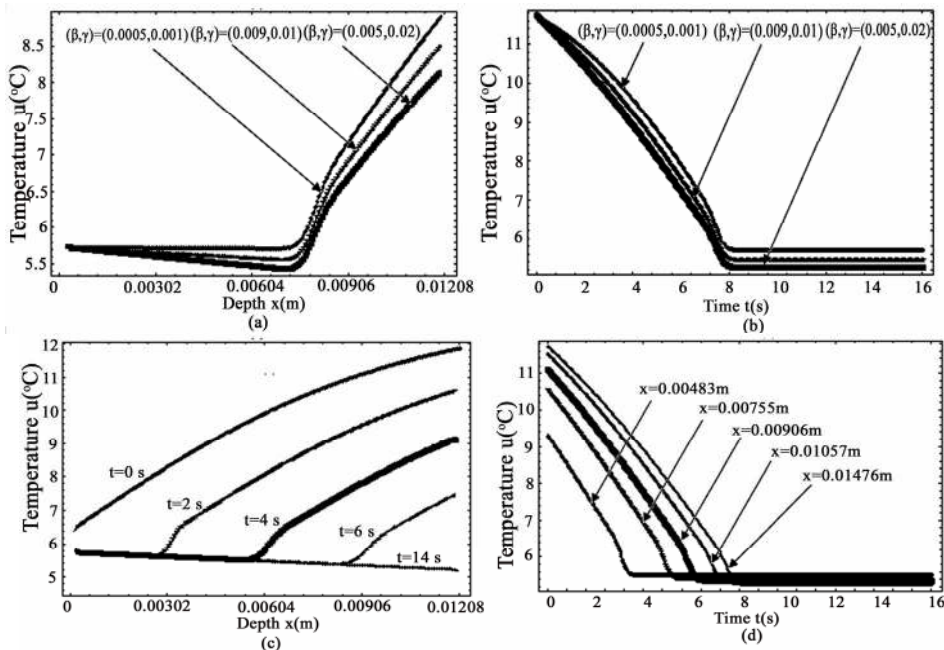 (β,γ)=(0.0005,0.001)(β,γ)=(0.009,0.01)(β,γ)=(0.005,0.02)
8.5
8
7.5
7
6.5
6
5.5
Temperature u(°C)
0 0.00302 0.00604 0.00906 0.01208
Depth x(m)
(a)
(β,γ)=(0.0005,0.001) (β,γ)=(0.009,0.01)(β,γ)=(0.005,0.02)
11
10
9
8
7
6
Temperature u(°C)
0 2 4 6 8 10 12 14 16
Time t(s)
(b)
12
11
10
9
8
7
6
5
Temperature u(°C)
t=0 s
t=2 s
t=4 s
t=6 s
t=14 s
0 0.00302 0.00604 0.00906 0.01208
Depth x(m)
(c)
11
10
9
8
7
6
Temperature u(°C)
x=0.00483m
x=0.00755m
x=0.00906m
x=0.01057m
x=0.01476m
0 2 4 6 8 10 12 14 16
Time t(s)
(d)